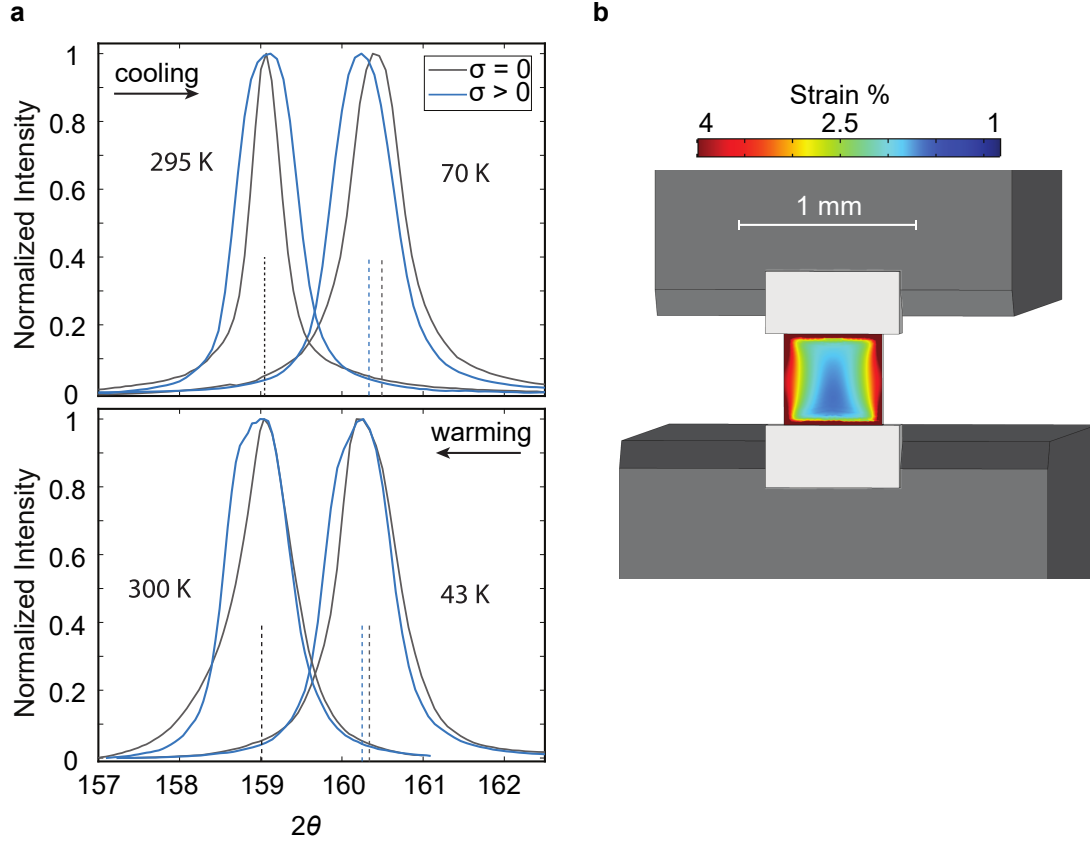 a
cooling
σ = 0
σ > 0
295 K
70 K
Normalized Intensity
1
0.8
0.6
0.4
0.2
0
warming
300 K
43 K
Normalized Intensity
1
0.8
0.6
0.4
0.2
0
157
158
159
160
161
162
2θ
b
Strain %
4
2.5
1
1 mm